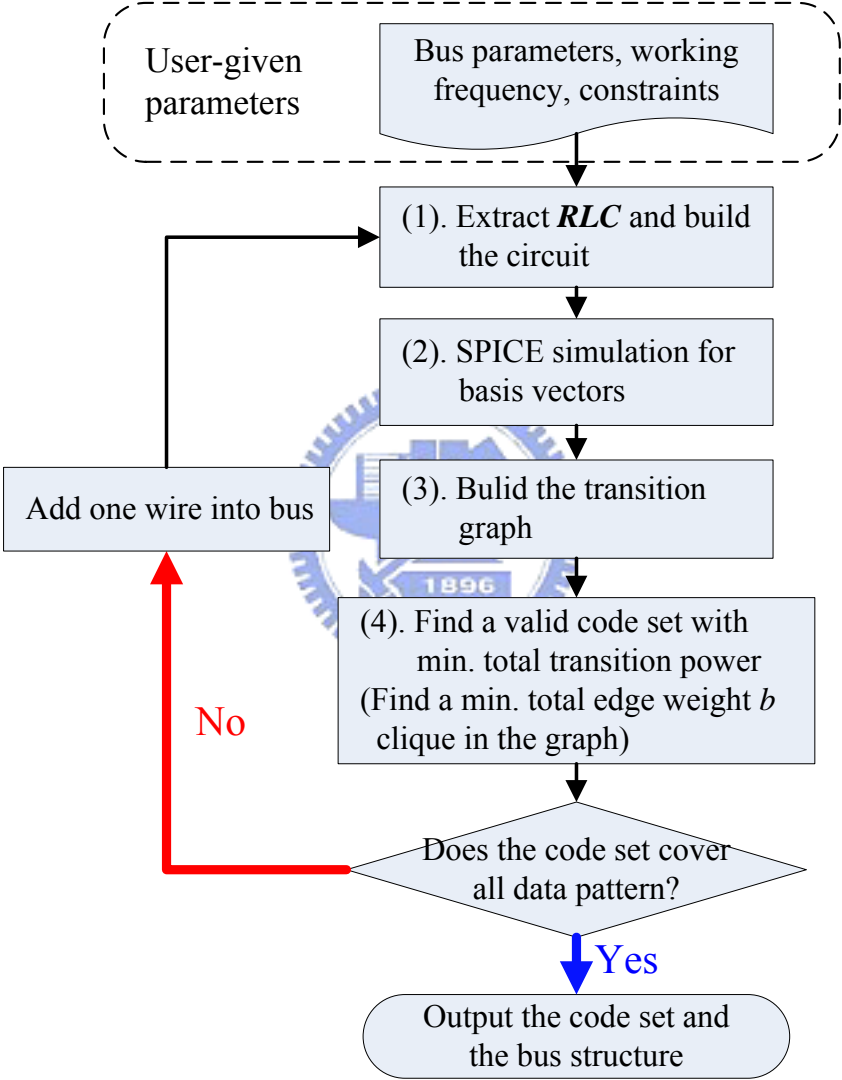 User-given
parameters
Bus parameters, working
frequency, constraints
(1). Extract RLC and build
the circuit
(2). SPICE simulation for
basis vectors
Add one wire into bus
(3). Bulid the transition
graph
1896
(4). Find a valid code set with
min. total transition power
(Find a min. total edge weight b
clique in the graph)
No
Does the code set cover
all data pattern?
Yes
Output the code set and
the bus structure